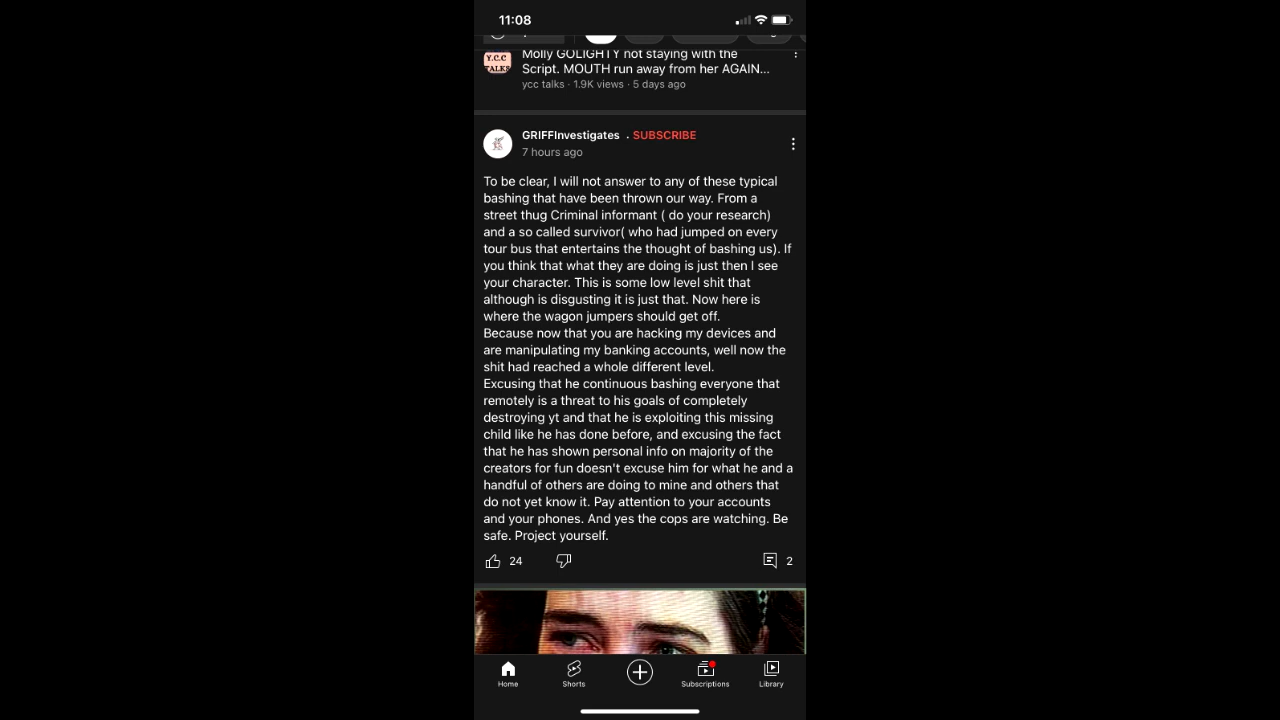 11:08
Molly GOLIGHTY not staying with the
Script. MOUTH run away from her AGAIN...
Y.C.C
TALKS
ycc talks · 1.9K views · 5 days ago
GRIFFInvestigates . SUBSCRIBE
7 hours ago
To be clear, I will not answer to any of these typical
bashing that have been thrown our way. From a
street thug Criminal informant ( do your research)
and a so called survivor( who had jumped on every
tour bus that entertains the thought of bashing us). If
you think that what they are doing is just then I see
your character. This is some low level shit that
although is disgusting it is just that. Now here is
where the wagon jumpers should get off.
Because now that you are hacking my devices and
are manipulating my banking accounts, well now the
shit had reached a whole different level.
Excusing that he continuous bashing everyone that
remotely is a threat to his goals of completely
destroying yt and that he is exploiting this missing
child like he has done before, and excusing the fact
that he has shown personal info on majority of the
creators for fun doesn't excuse him for what he and a
handful of others are doing to mine and others that
do not yet know it. Pay attention to your accounts
and your phones. And yes the cops are watching. Be
safe. Project yourself.
24
2
Home
Shorts
Subscriptions
Library